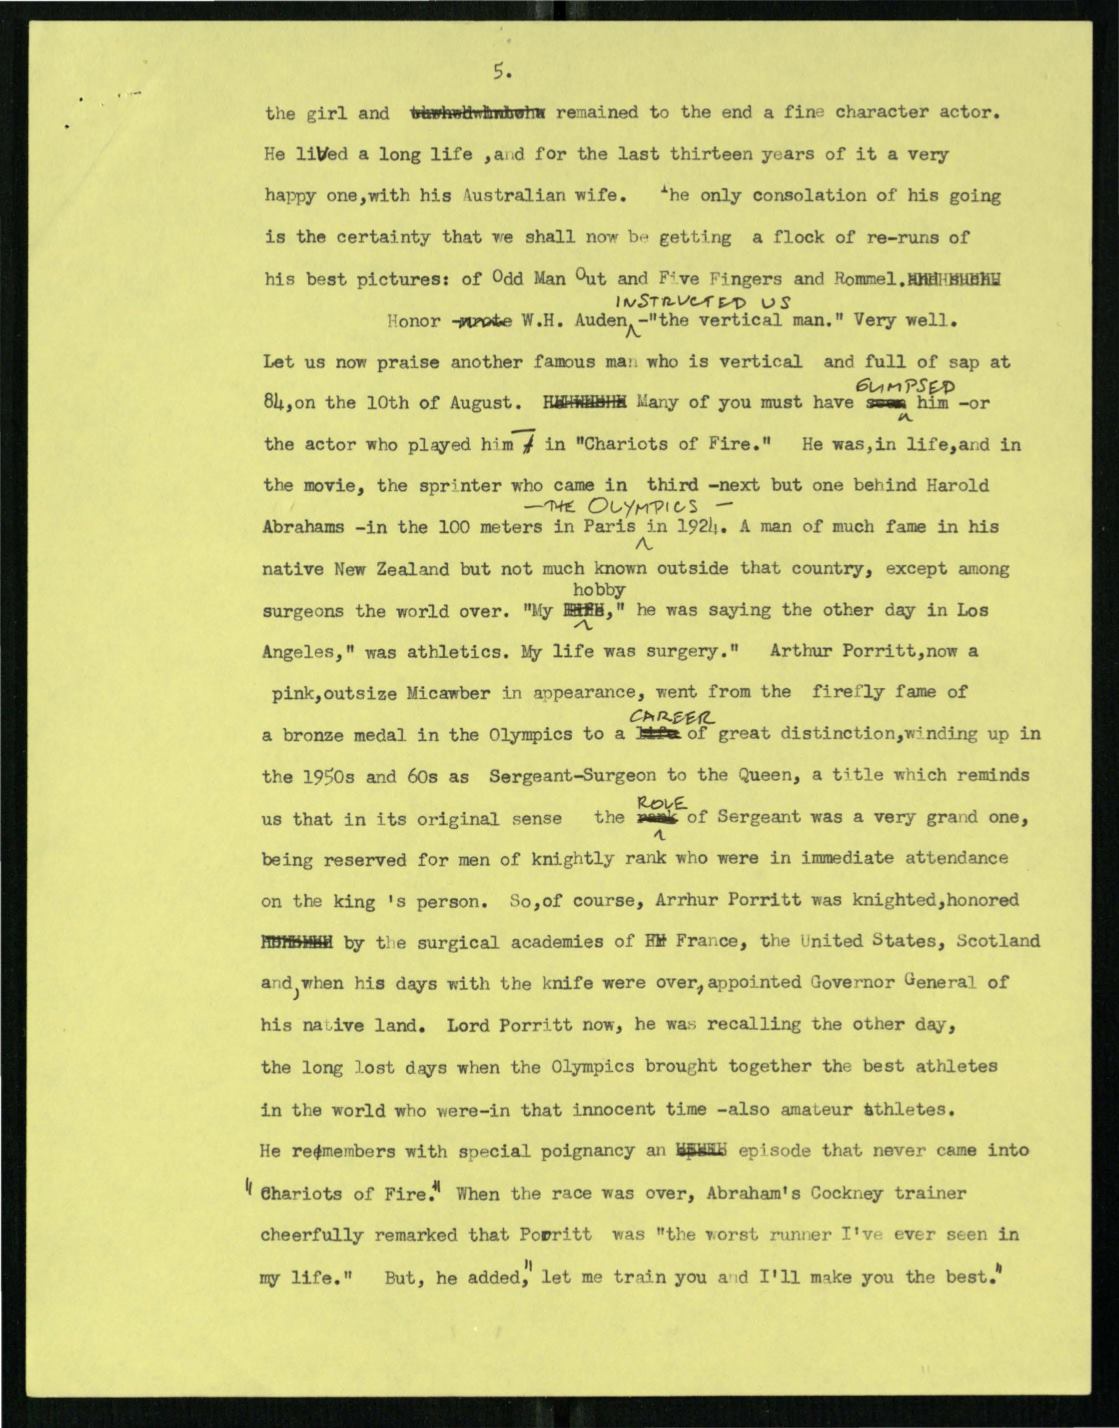 5.
the girl and remained to the end a fine character actor.
He liVed a long life ,and for the last thirteen years of it a very
happy one,with his Australian wife. The only consolation of his going
is the certainty that we shall now be getting a flock of re-runs of
his best pictures: of Odd Man Out and Five Fingers and Rommel.
INSTRUCTED US
Honor wrote W.H. Auden -"the vertical man." Very well.
Let us now praise another famous man who is vertical and full of sap at
GLIMPSED
84,on the 10th of August. Many of you must have seen him -or
the actor who played him - in "Chariots of Fire." He was,in life,and in
the movie, the sprinter who came in third -next but one behind Harold
- THE OLYMPICS -
Abrahams -in the 100 meters in Paris in 1924. A man of much fame in his
native New Zealand but not much known outside that country, except among
hobby
surgeons the world over. "My life," he was saying the other day in Los
Angeles," was athletics. My life was surgery." Arthur Porritt,now a
pink,outsize Micawber in appearance, went from the firefly fame of
CAREER
a bronze medal in the Olympics to a life of great distinction,winding up in
the 1950s and 60s as Sergeant-Surgeon to the Queen, a title which reminds
ROLE
us that in its original sense the rank of Sergeant was a very grand one,
being reserved for men of knightly rank who were in immediate attendance
on the king 's person. So,of course, Arrhur Porritt was knighted,honored
by the surgical academies of France, the United States, Scotland
and,when his days with the knife were over,appointed Governor General of
his native land. Lord Porritt now, he was recalling the other day,
the long lost days when the Olympics brought together the best athletes
in the world who were-in that innocent time -also amateur athletes.
He remembers with special poignancy an episode that never came into
"Chariots of Fire." When the race was over, Abraham's Cockney trainer
cheerfully remarked that Porritt was "the worst runner I've ever seen in
my life." But, he added," let me train you and I'll make you the best."